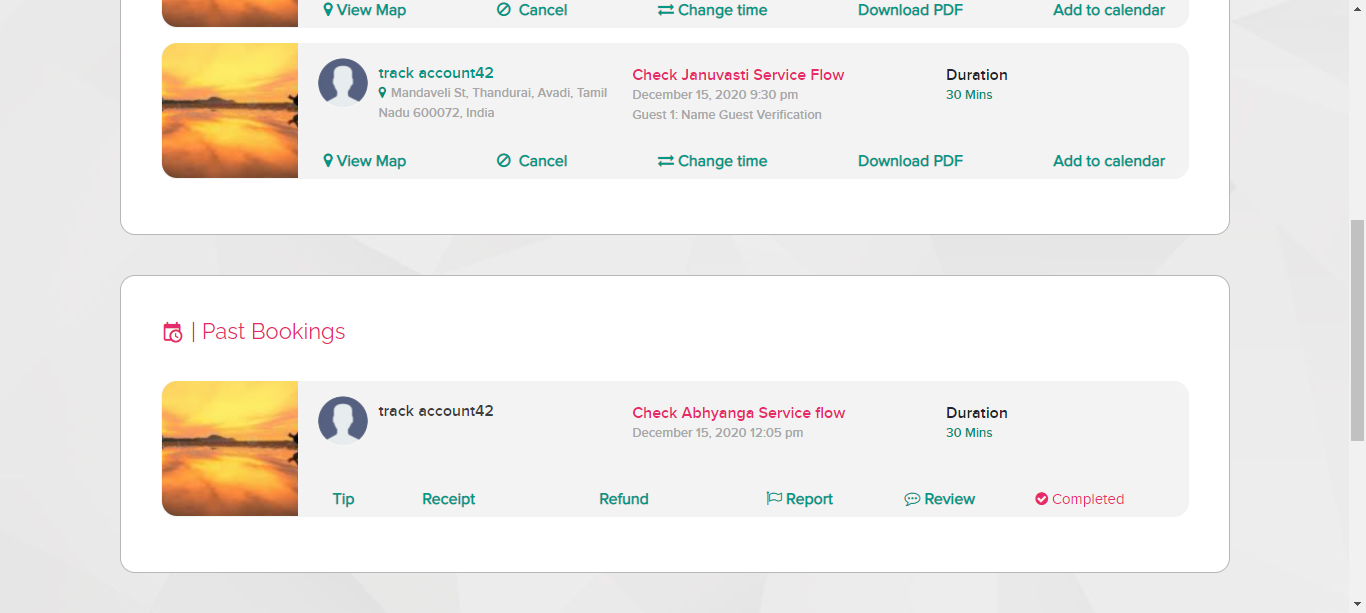 View Map Cancel Change time Download PDF Add to calendar
track account42
Mandaveli St, Thandurai, Avadi, Tamil
Nadu 600072, India
Check Januvasti Service Flow
December 15, 2020 9:30 pm
Guest 1: Name Guest Verification
Duration
30 Mins
View Map Cancel Change time Download PDF Add to calendar
| Past Bookings
track account42
Check Abhyanga Service flow
December 15, 2020 12:05 pm
Duration
30 Mins
Tip Receipt Refund Report Review Completed